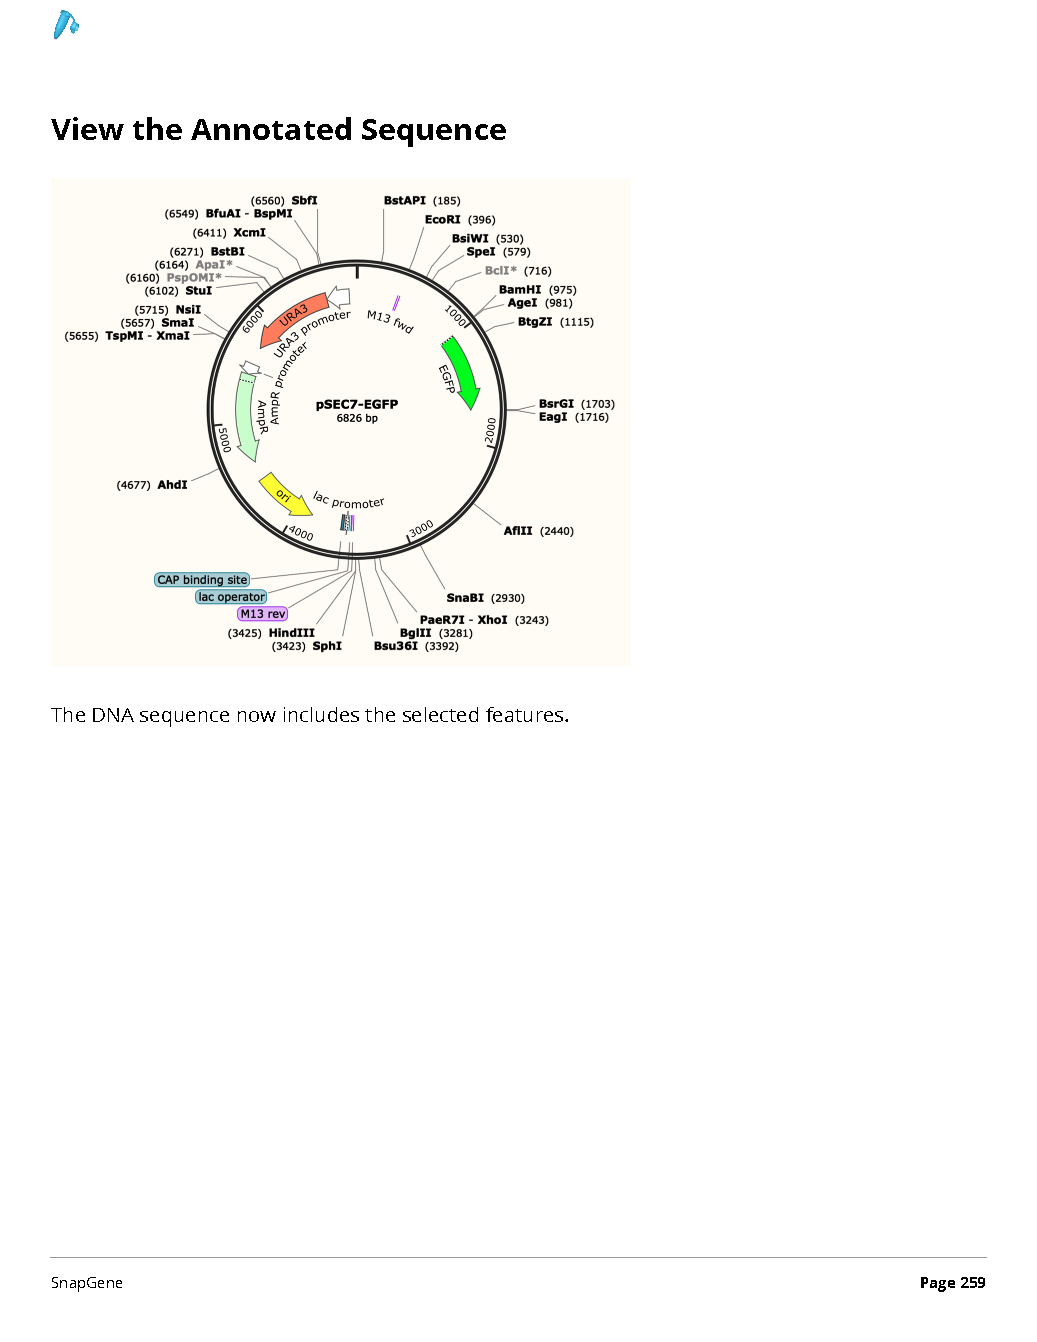 View the Annotated Sequence
(6560) SbfI
(6549) BfuAI - BspMI
(6411) XcmI
(6271) BstBI
(6164) ApaI*
(6160) PspOMI*
(6102) StuI
(5715) NsiI
(5657) SmaI
(5655) TspMI - XmaI
(4677) AhdI
BstAPI (185)
EcoRI (396)
BsiWI (530)
SpeI (579)
BclI* (716)
BamHI (975)
AgeI (981)
BtgZI (1115)
BsrGI (1703)
EagI (1716)
AflII (2440)
SnaBI (2930)
PaeR7I - XhoI (3243)
BglII (3281)
Bsu36I (3392)
CAP binding site
lac operator
M13 rev
(3425) HindIII
(3423) SphI
1000
2000
3000
4000
5000
6000
URA3
URA3 promoter
AmpR promoter
AmpR
ori
lac promoter
M13 fwd
EGFP
pSEC7-EGFP
6826 bp
The DNA sequence now includes the selected features.
SnapGene
Page 259